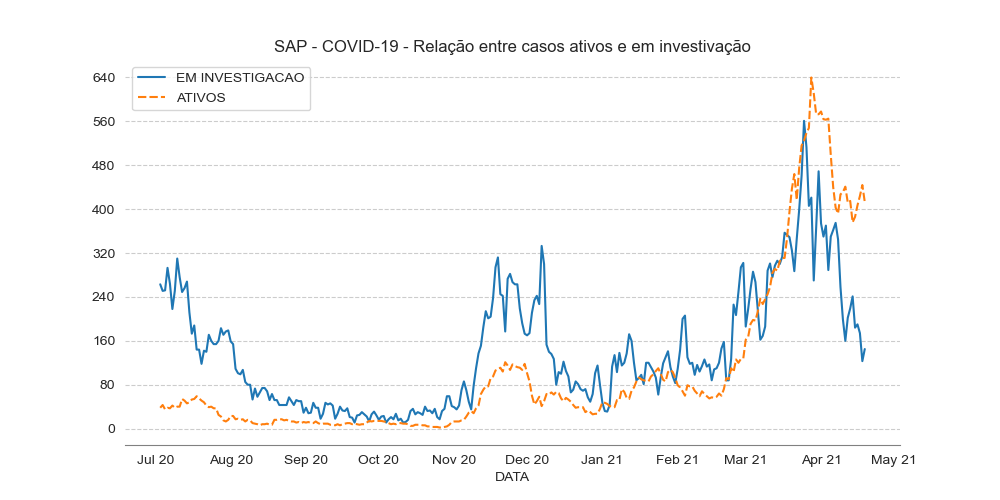 SAP - COVID-19 - Relação entre casos ativos e em investivação
EM INVESTIGACAO
ATIVOS
640
560
480
400
320
240
160
80
0
Jul 20 Aug 20 Sep 20 Oct 20 Nov 20 Dec 20 Jan 21 Feb 21 Mar 21 Apr 21 May 21
DATA